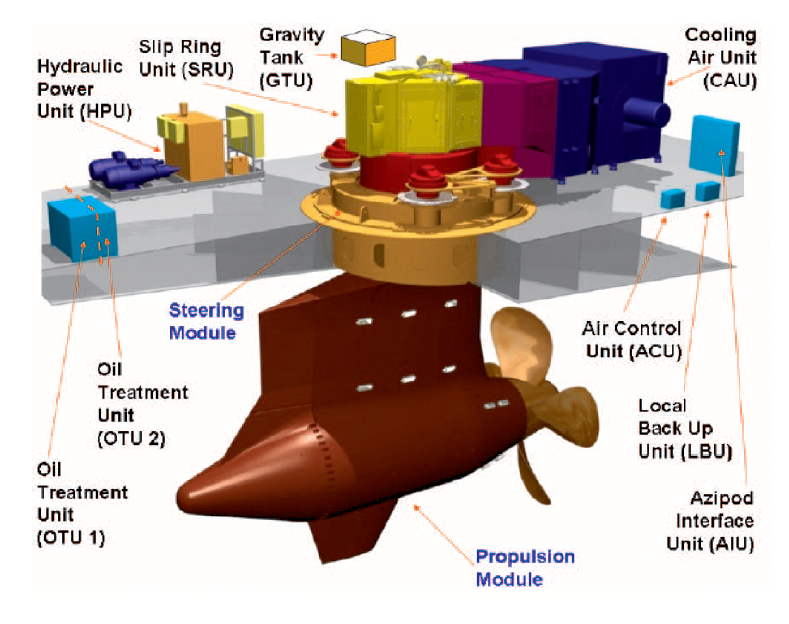 Gravity
Tank
(GTU)
Slip Ring
Unit (SRU)
Hydraulic
Power
Unit (HPU)
Cooling
Air Unit
(CAU)
Steering
Module
Air Control
Unit (ACU)
Oil
Treatment
Unit
(OTU 2)
Local
Back Up
Unit (LBU)
Oil
Treatment
Unit
(OTU 1)
Azipod
Interface
Unit (AIU)
Propulsion
Module